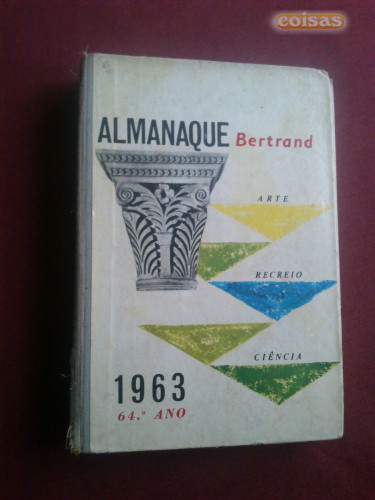 coisas
ALMANAQUE Bertrand
ARTE
RECREIO
CIÊNCIA
1963
64.º ANO